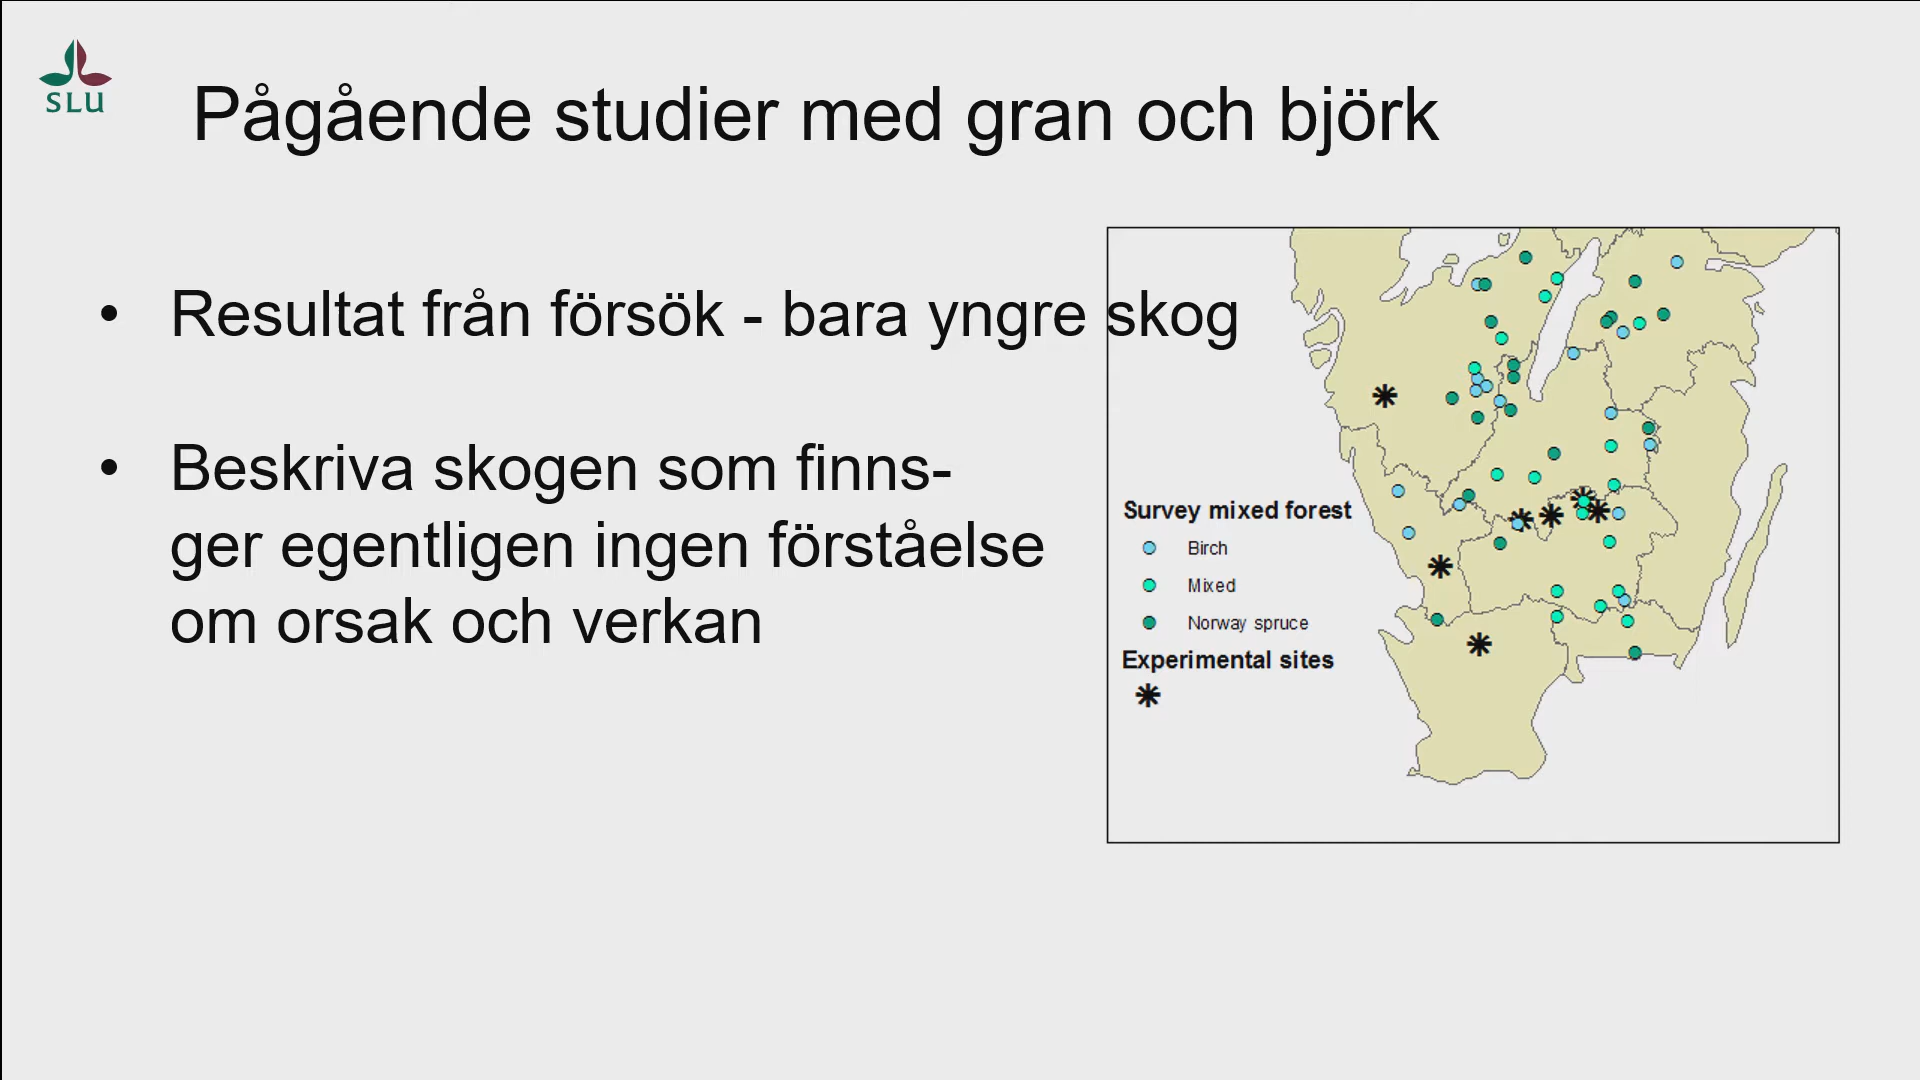 SLU
Pågående studier med gran och björk
• Resultat från försök - bara yngre skog
• Beskriva skogen som finns-
ger egentligen ingen förståelse
om orsak och verkan
Survey mixed forest
Birch
Mixed
Norway spruce
Experimental sites